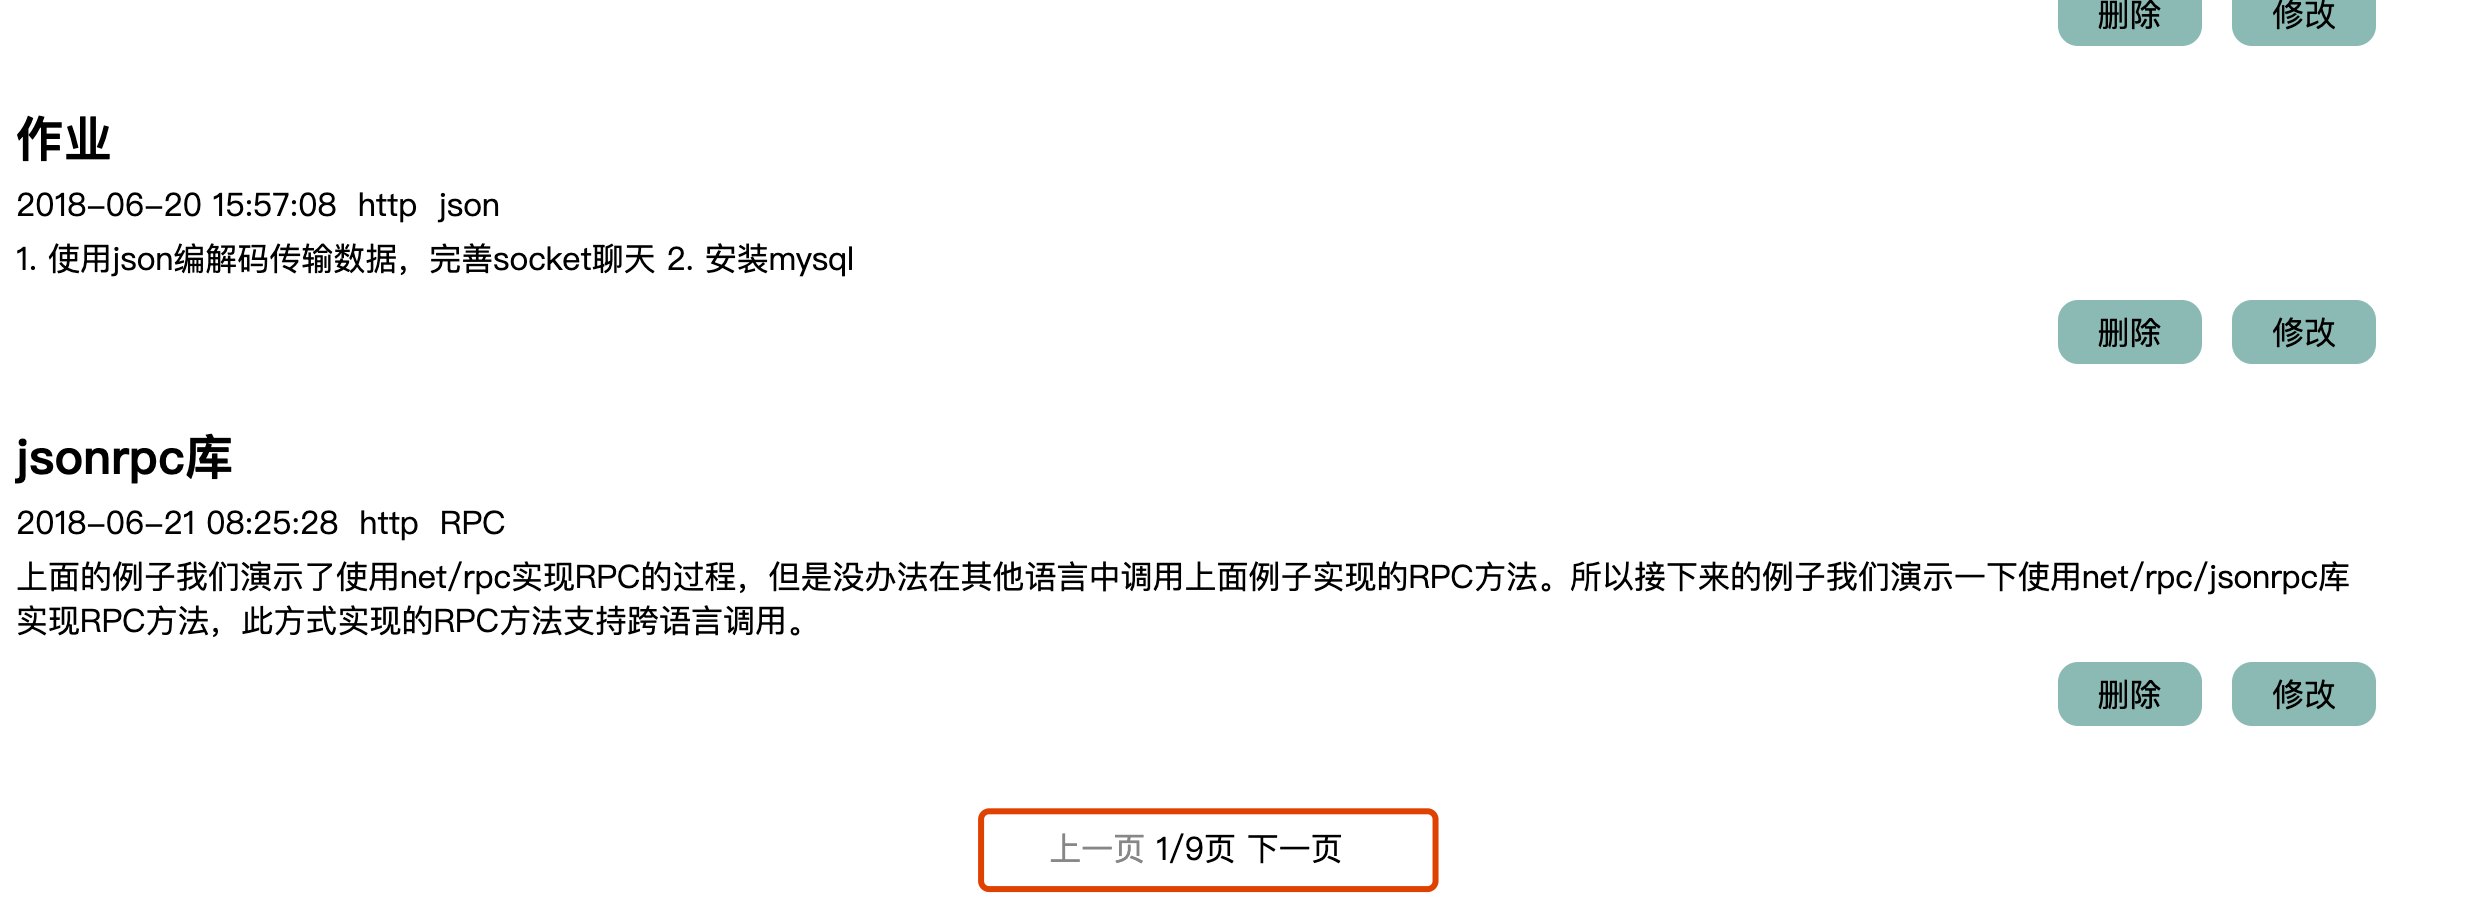 删除 修改
作业
2018-06-20 15:57:08 http json
1. 使用json编解码传输数据，完善socket聊天 2. 安装mysql
删除 修改
jsonrpc库
2018-06-21 08:25:28 http RPC
上面的例子我们演示了使用net/rpc实现RPC的过程，但是没办法在其他语言中调用上面例子实现的RPC方法。所以接下来的例子我们演示一下使用net/rpc/jsonrpc库
实现RPC方法，此方式实现的RPC方法支持跨语言调用。
删除 修改
上一页 1/9页 下一页